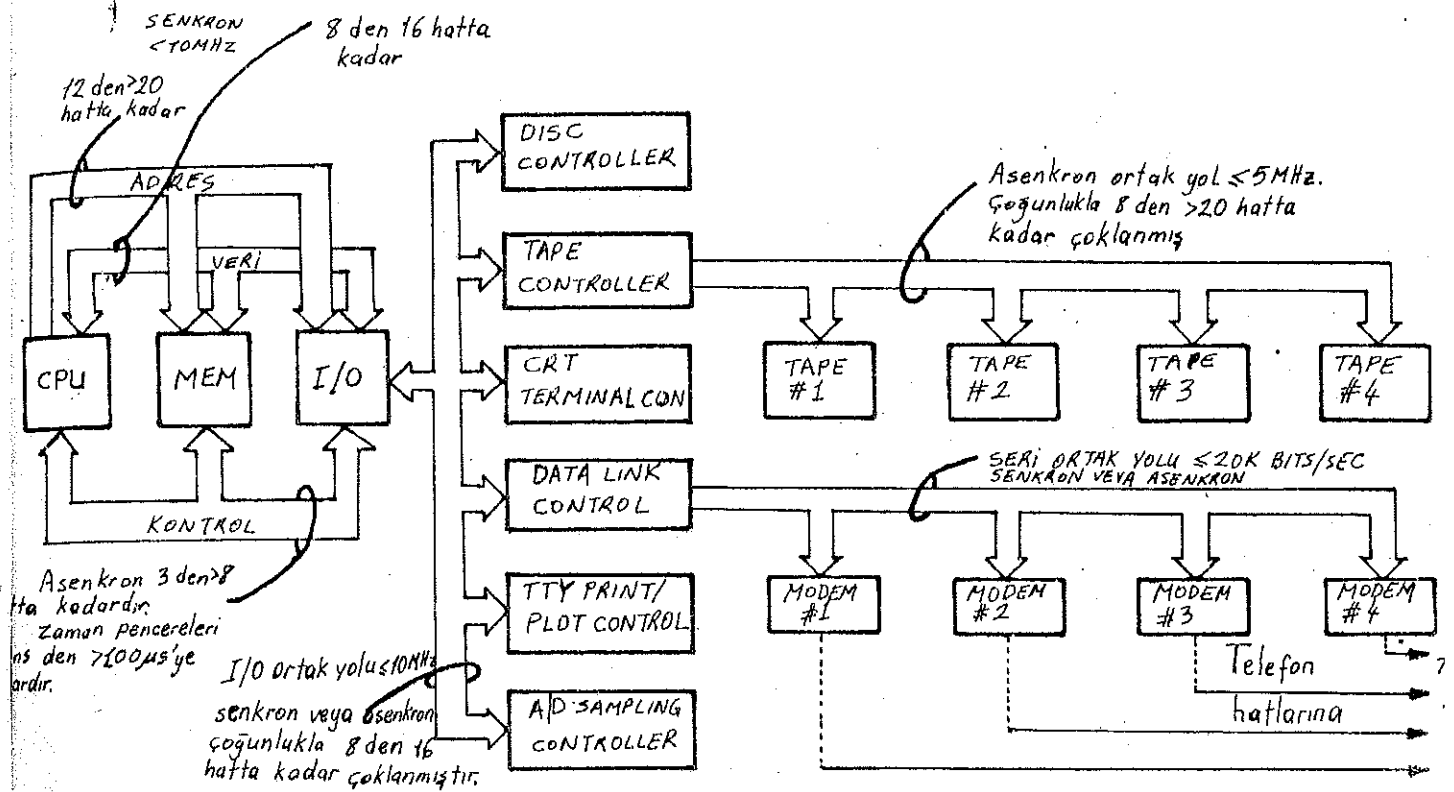 SENKRON
<10MHZ
8 den 16 hatta
kadar
12 den >20
hatta kadar
ADRES
VERİ
CPU
MEM
I/O
KONTROL
Asenkron 3 den >8
tta kadardır.
Zaman pencereleri
ns den >100µs'ye
ardır.
I/O Ortak yolu ≤10MHz
senkron veya asenkron
çoğunlukla 8 den 16
hatta kadar çoklanmıştır.
DISC
CONTROLLER
TAPE
CONTROLLER
CRT
TERMINAL CON
DATA LINK
CONTROL
TTY PRINT/
PLOT CONTROL
A/D SAMPLING
CONTROLLER
Asenkron ortak yol ≤5MHz.
Çoğunlukla 8 den >20 hatta
kadar çoklanmış
TAPE
#1
TAPE
#2
TAPE
#3
TAPE
#4
SERİ ORTAK YOLU ≤20K BITS/SEC
SENKRON VEYA ASENKRON
MODEM
#1
MODEM
#2
MODEM
#3
MODEM
#4
Telefon
hatlarına